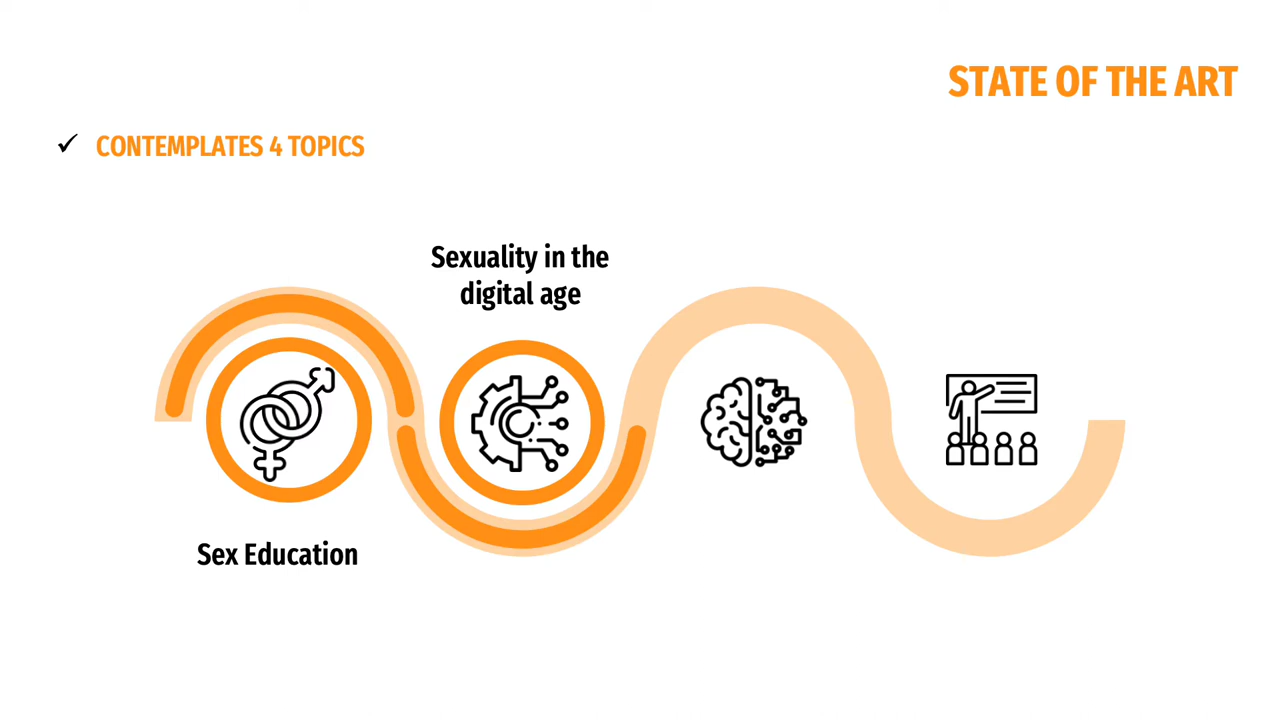 STATE OF THE ART
✓ CONTEMPLATES 4 TOPICS
Sexuality in the
digital age
Sex Education